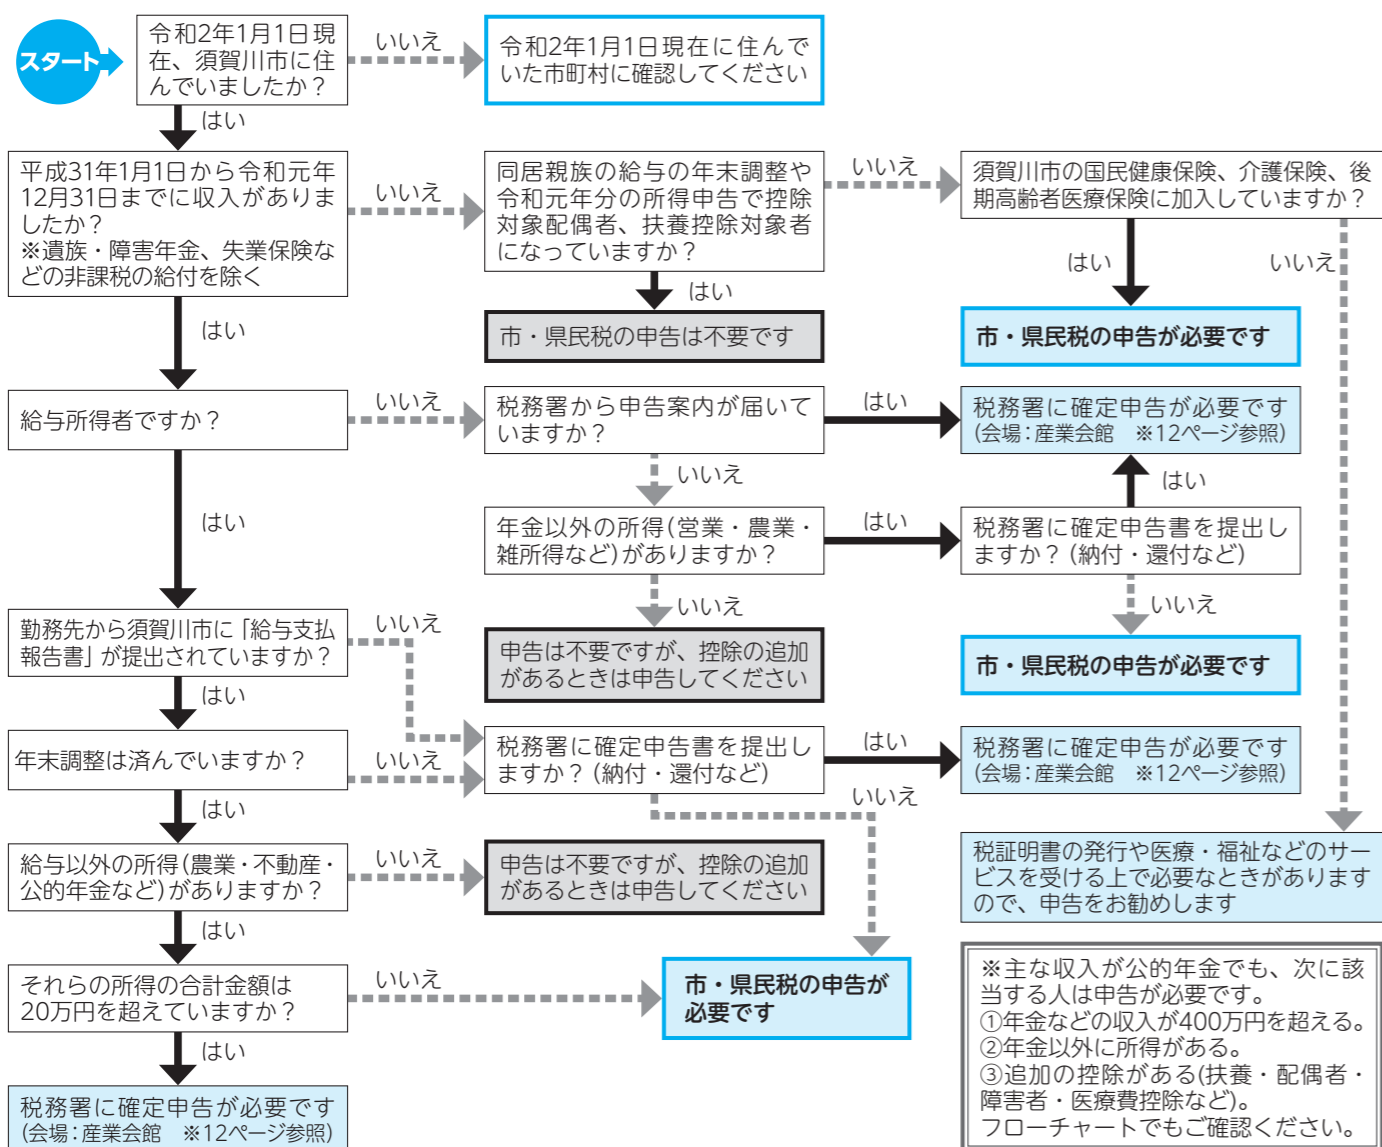 スタート
令和2年1月1日現
在、須賀川市に住
んでいましたか？
いいえ
令和2年1月1日現在に住んで
いた市町村に確認してください
はい
平成31年1月1日から令和元年
12月31日までに収入がありま
したか？
※遺族・障害年金、失業保険な
どの非課税の給付を除く
いいえ
同居親族の給与の年末調整や
令和元年分の所得申告で控除
対象配偶者、扶養控除対象者
になっていますか？
いいえ
須賀川市の国民健康保険、介護保険、後
期高齢者医療保険に加入していますか？
はい
いいえ
はい
市・県民税の申告は不要です
市・県民税の申告が必要です
はい
給与所得者ですか？
いいえ
税務署から申告案内が届いて
いますか？
はい
税務署に確定申告が必要です
(会場：産業会館　※12ページ参照)
いいえ
はい
はい
年金以外の所得(営業・農業・
雑所得など)がありますか？
はい
税務署に確定申告書を提出し
ますか？(納付・還付など)
いいえ
いいえ
勤務先から須賀川市に「給与支払
報告書」が提出されていますか？
いいえ
申告は不要ですが、控除の追加
があるときは申告してください
市・県民税の申告が必要です
はい
年末調整は済んでいますか？
いいえ
税務署に確定申告書を提出し
ますか？(納付・還付など)
はい
税務署に確定申告が必要です
(会場：産業会館　※12ページ参照)
いいえ
はい
給与以外の所得(農業・不動産・
公的年金など)がありますか？
いいえ
申告は不要ですが、控除の追加
があるときは申告してください
税証明書の発行や医療・福祉などのサー
ビスを受ける上で必要なときがあります
ので、申告をお勧めします
はい
それらの所得の合計金額は
20万円を超えていますか？
いいえ
市・県民税の申告が
必要です
はい
税務署に確定申告が必要です
(会場：産業会館　※12ページ参照)
※主な収入が公的年金でも、次に該
当する人は申告が必要です。
①年金などの収入が400万円を超える。
②年金以外に所得がある。
③追加の控除がある(扶養・配偶者・
障害者・医療費控除など)。
フローチャートでもご確認ください。